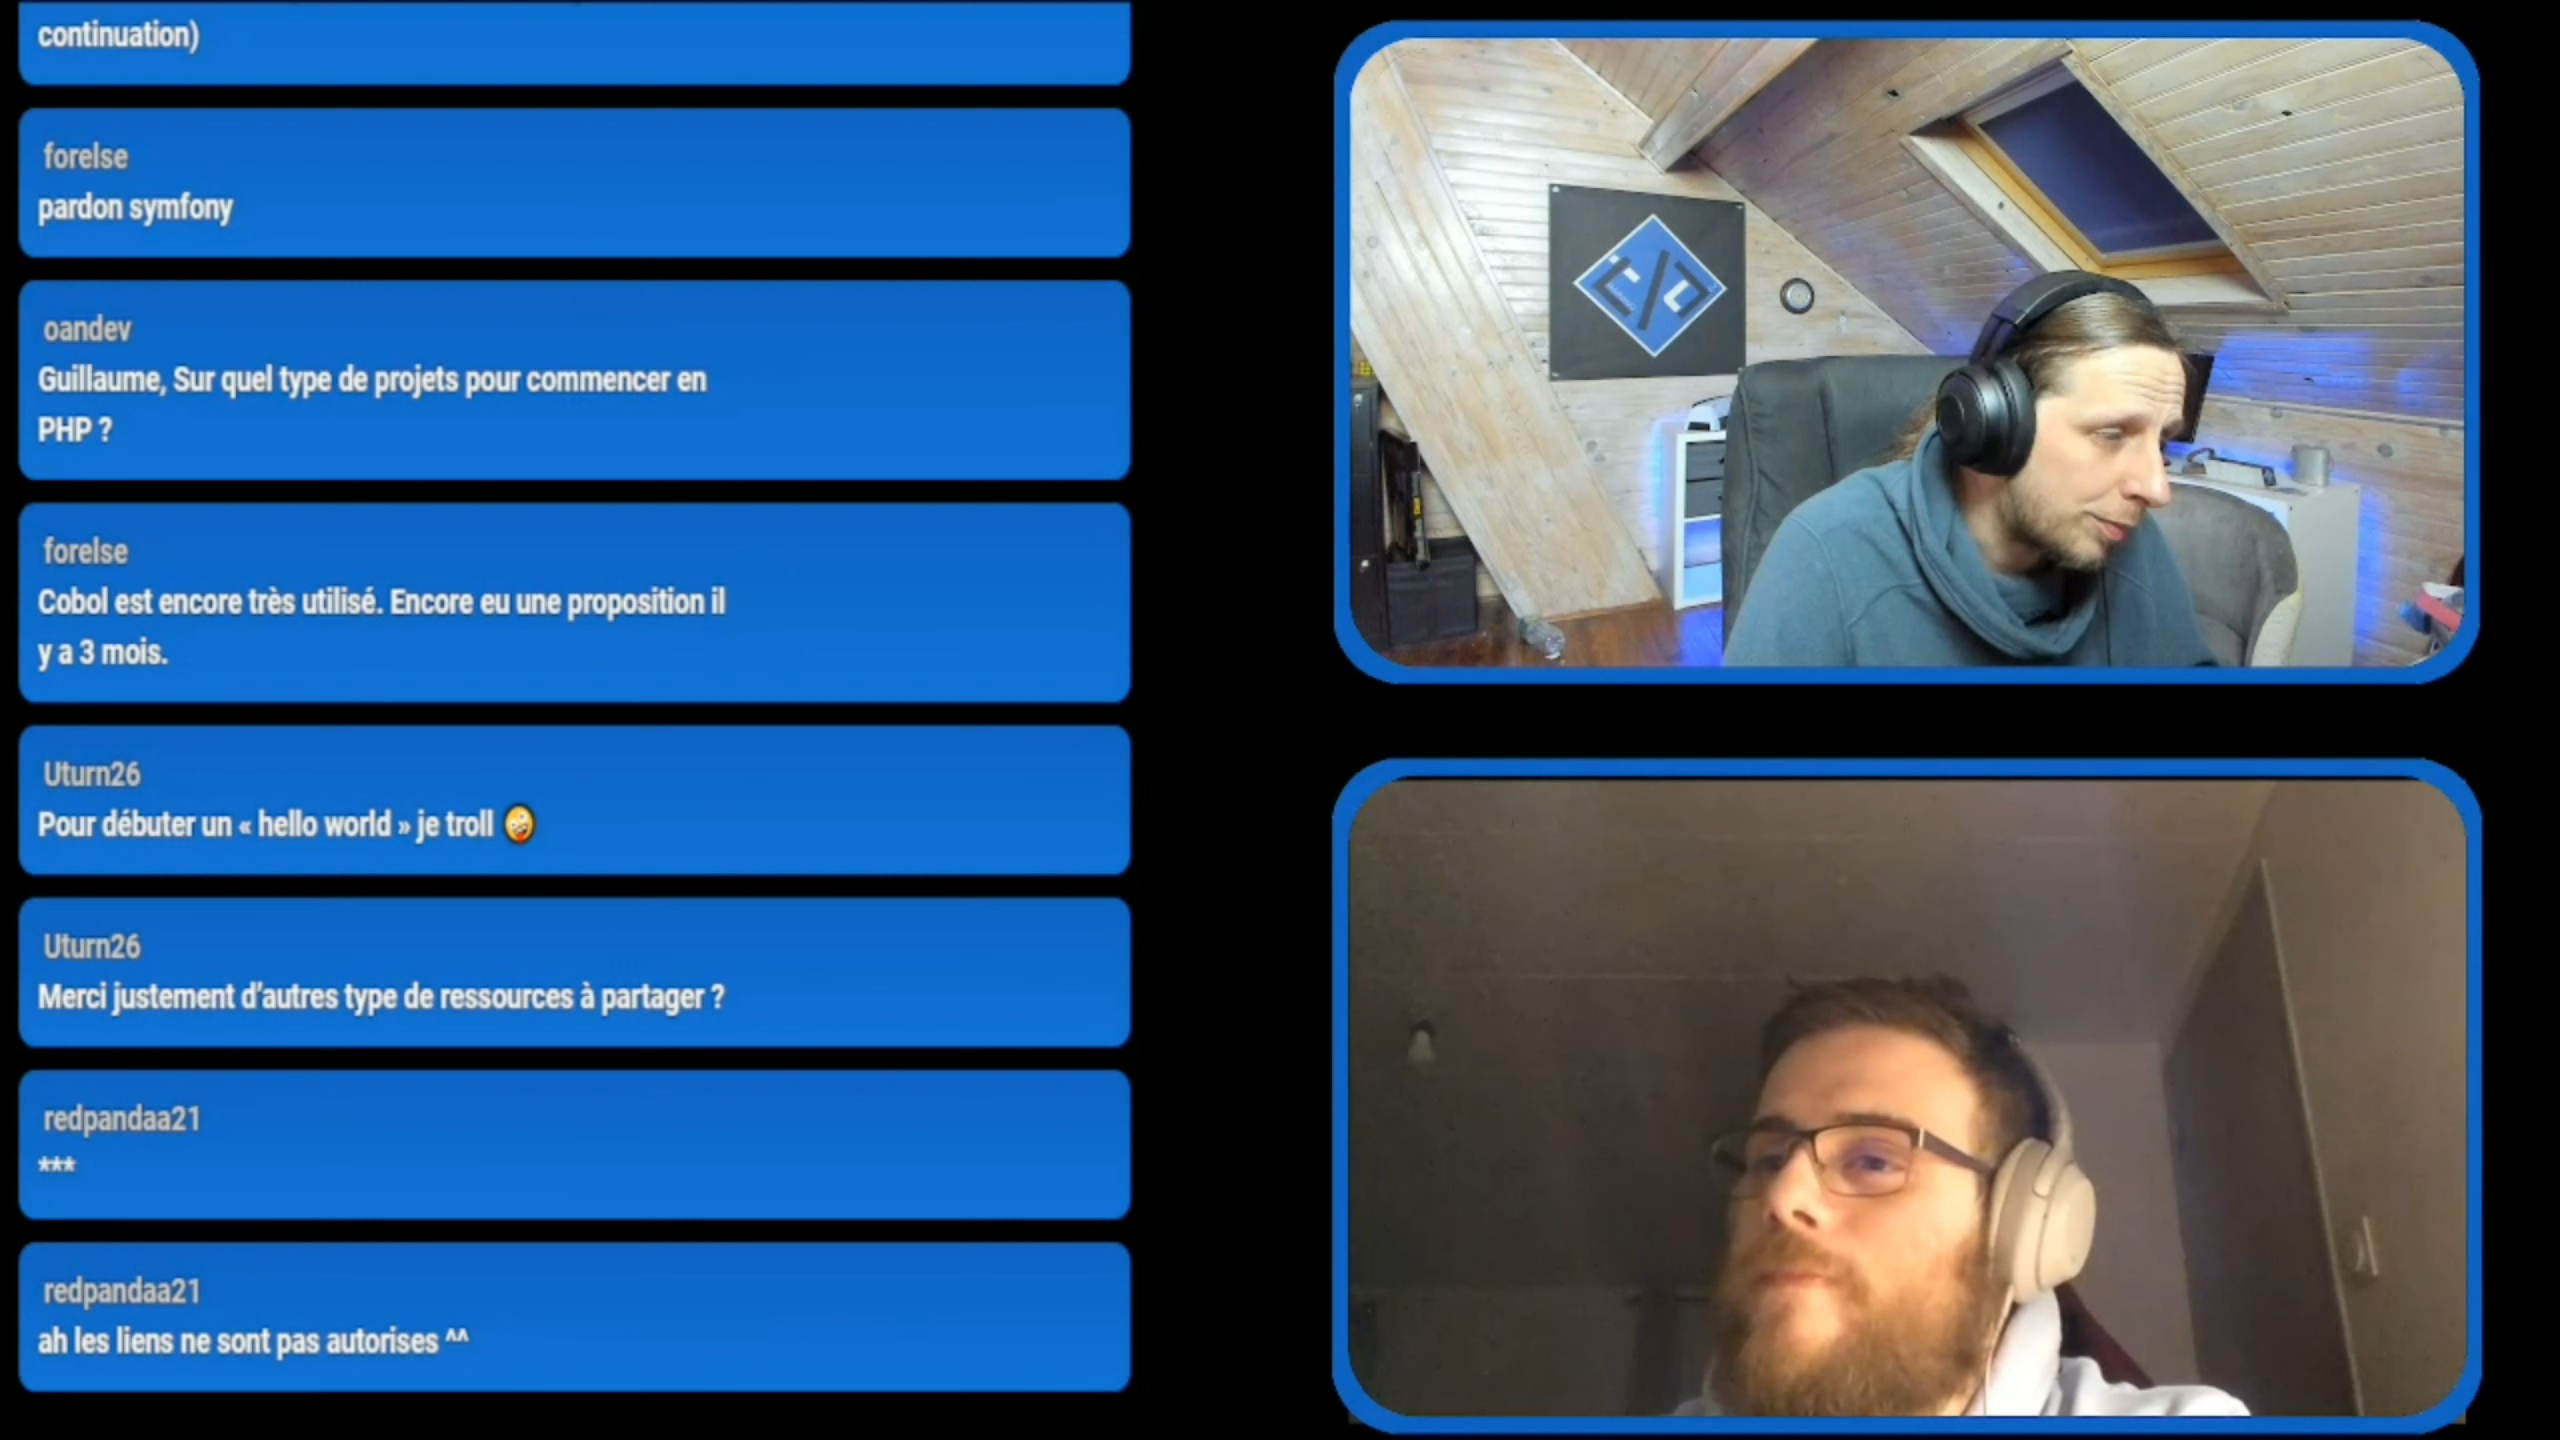 continuation)
forelse
pardon symfony
oandev
Guillaume, Sur quel type de projets pour commencer en
PHP ?
forelse
Cobol est encore très utilisé. Encore eu une proposition il
y a 3 mois.
Uturn26
Pour débuter un « hello world » je troll 🤪
Uturn26
Merci justement d’autres type de ressources à partager ?
redpandaa21
***
redpandaa21
ah les liens ne sont pas autorises ^^